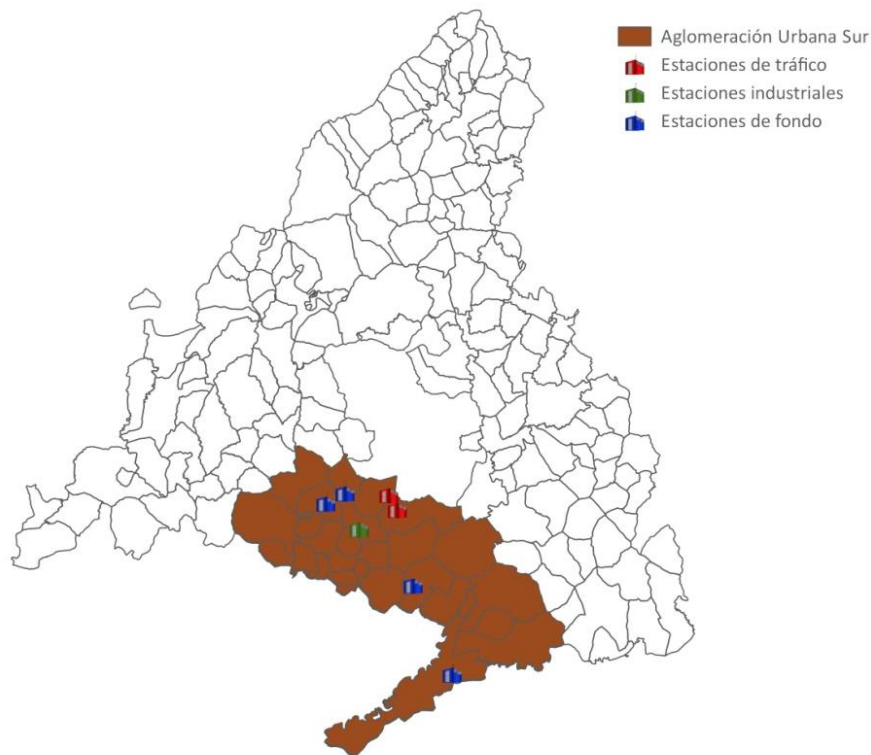 Aglomeración Urbana Sur
Estaciones de tráfico
Estaciones industriales
Estaciones de fondo